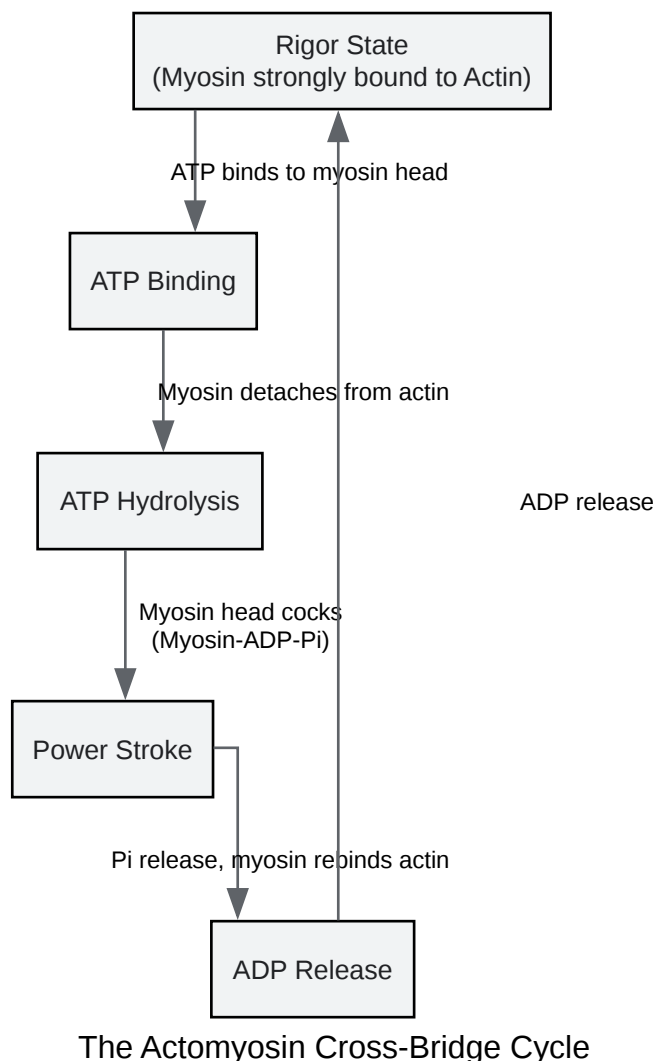 Rigor State
(Myosin strongly bound to Actin)
ATP binds to myosin head
ATP Binding
Myosin detaches from actin
ATP Hydrolysis
ADP release
Myosin head cocks
(Myosin-ADP-Pi)
Power Stroke
Pi release, myosin rebinds actin
ADP Release
The Actomyosin Cross-Bridge Cycle